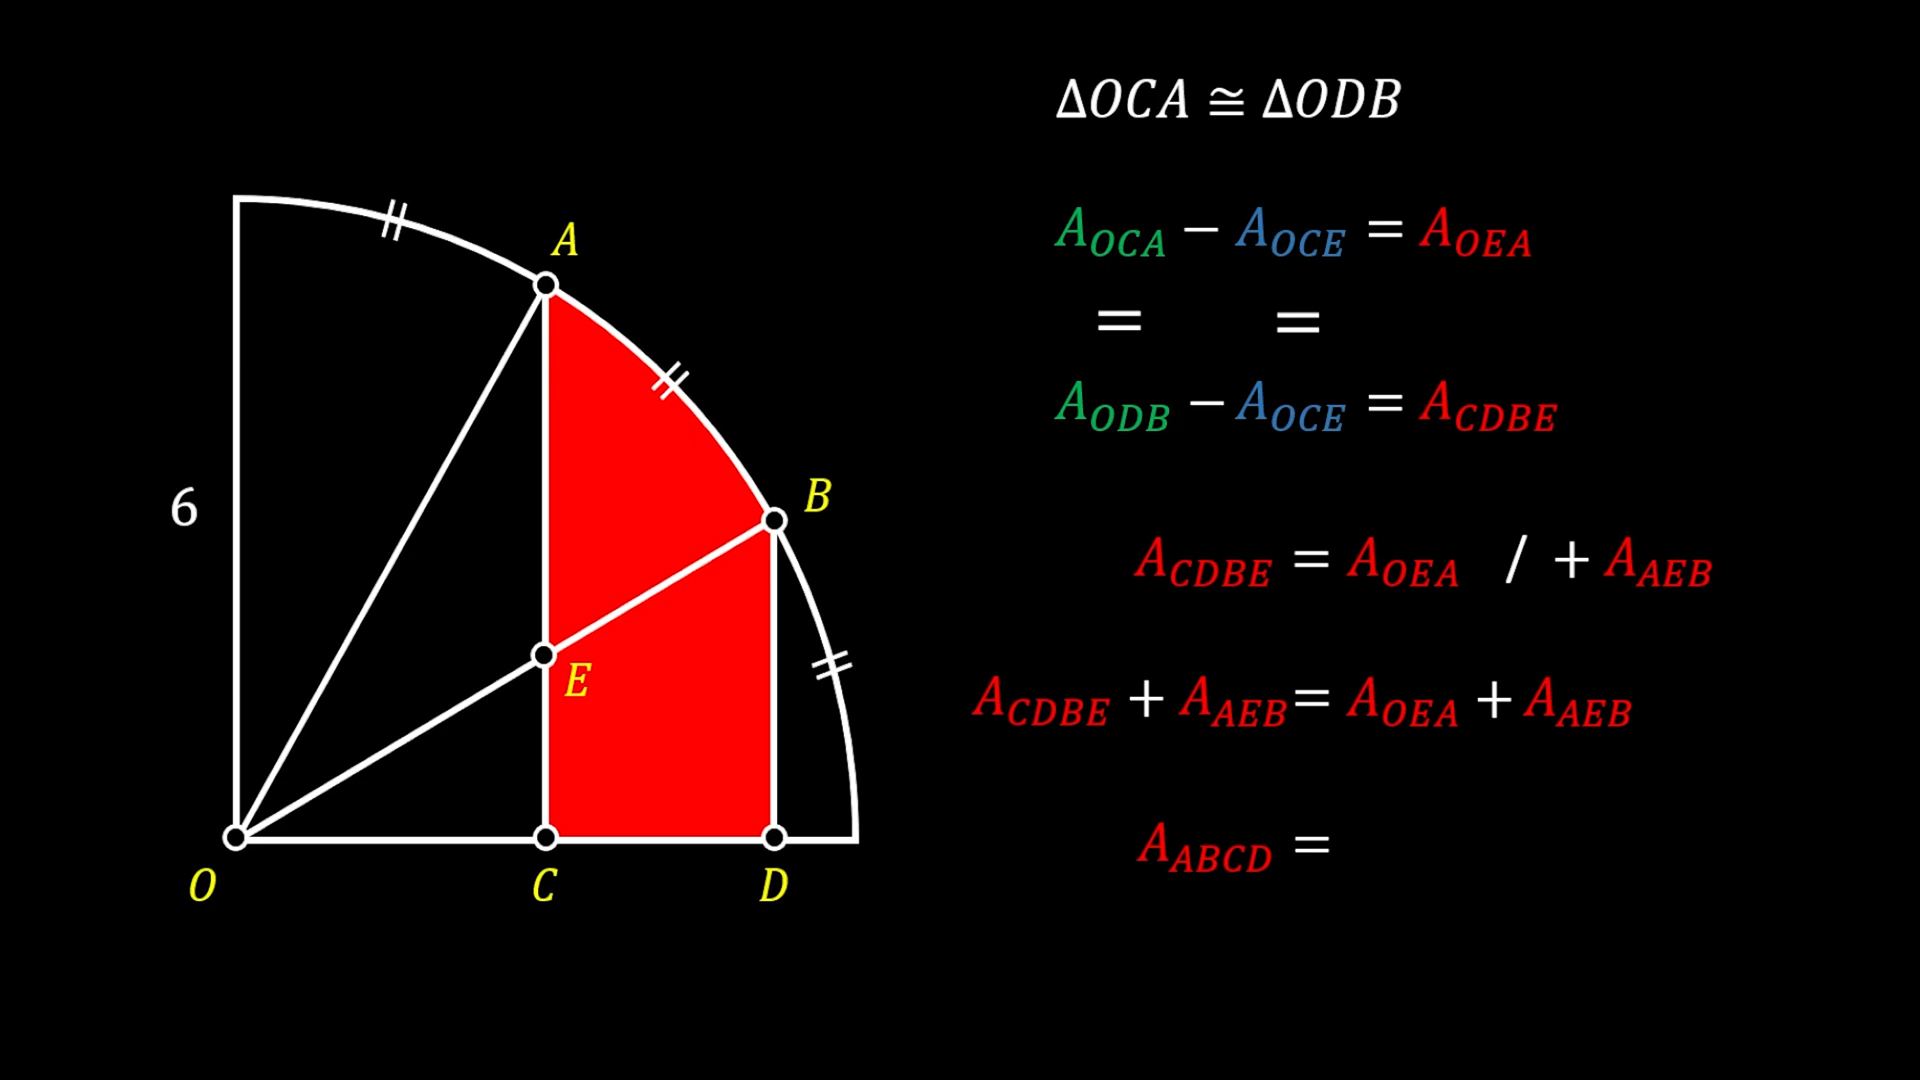 ΔOCA ≅ ΔODB
A_OCA − A_OCE = A_OEA
= =
A_ODB − A_OCE = A_CDBE
A_CDBE = A_OEA / + A_AEB
A_CDBE + A_AEB = A_OEA + A_AEB
A_ABCD =
A
B
6
E
O
C
D